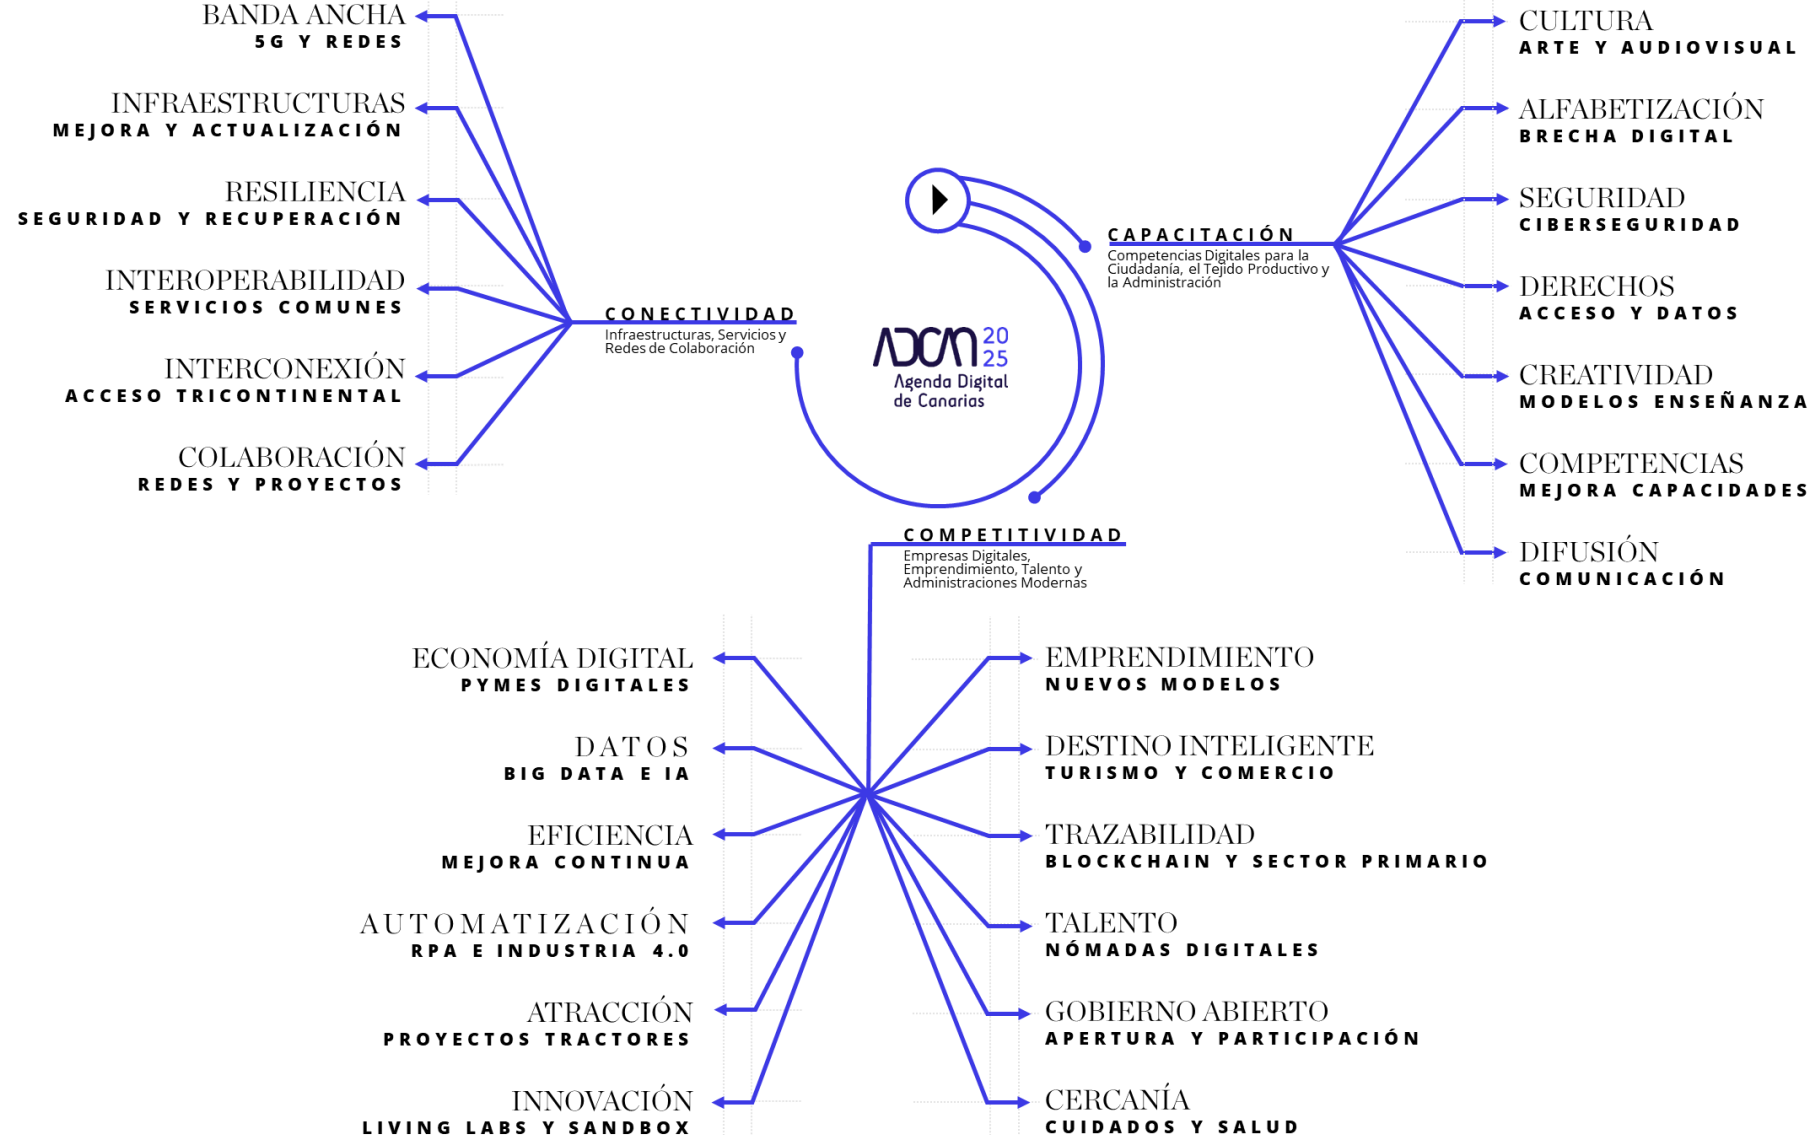 BANDA ANCHA
5G Y REDES
INFRAESTRUCTURAS
MEJORA Y ACTUALIZACIÓN
RESILIENCIA
SEGURIDAD Y RECUPERACIÓN
INTEROPERABILIDAD
SERVICIOS COMUNES
INTERCONEXIÓN
ACCESO TRICONTINENTAL
COLABORACIÓN
REDES Y PROYECTOS
CONECTIVIDAD
Infraestructuras, Servicios y
Redes de Colaboración
ADCAN 20
25
Agenda Digital
de Canarias
CAPACITACIÓN
Competencias Digitales para la
Ciudadanía, el Tejido Productivo y
la Administración
CULTURA
ARTE Y AUDIOVISUAL
ALFABETIZACIÓN
BRECHA DIGITAL
SEGURIDAD
CIBERSEGURIDAD
DERECHOS
ACCESO Y DATOS
CREATIVIDAD
MODELOS ENSEÑANZA
COMPETENCIAS
MEJORA CAPACIDADES
DIFUSIÓN
COMUNICACIÓN
COMPETITIVIDAD
Empresas Digitales,
Emprendimiento, Talento y
Administraciones Modernas
ECONOMÍA DIGITAL
PYMES DIGITALES
DATOS
BIG DATA E IA
EFICIENCIA
MEJORA CONTINUA
AUTOMATIZACIÓN
RPA E INDUSTRIA 4.0
ATRACCIÓN
PROYECTOS TRACTORES
INNOVACIÓN
LIVING LABS Y SANDBOX
EMPRENDIMIENTO
NUEVOS MODELOS
DESTINO INTELIGENTE
TURISMO Y COMERCIO
TRAZABILIDAD
BLOCKCHAIN Y SECTOR PRIMARIO
TALENTO
NÓMADAS DIGITALES
GOBIERNO ABIERTO
APERTURA Y PARTICIPACIÓN
CERCANÍA
CUIDADOS Y SALUD